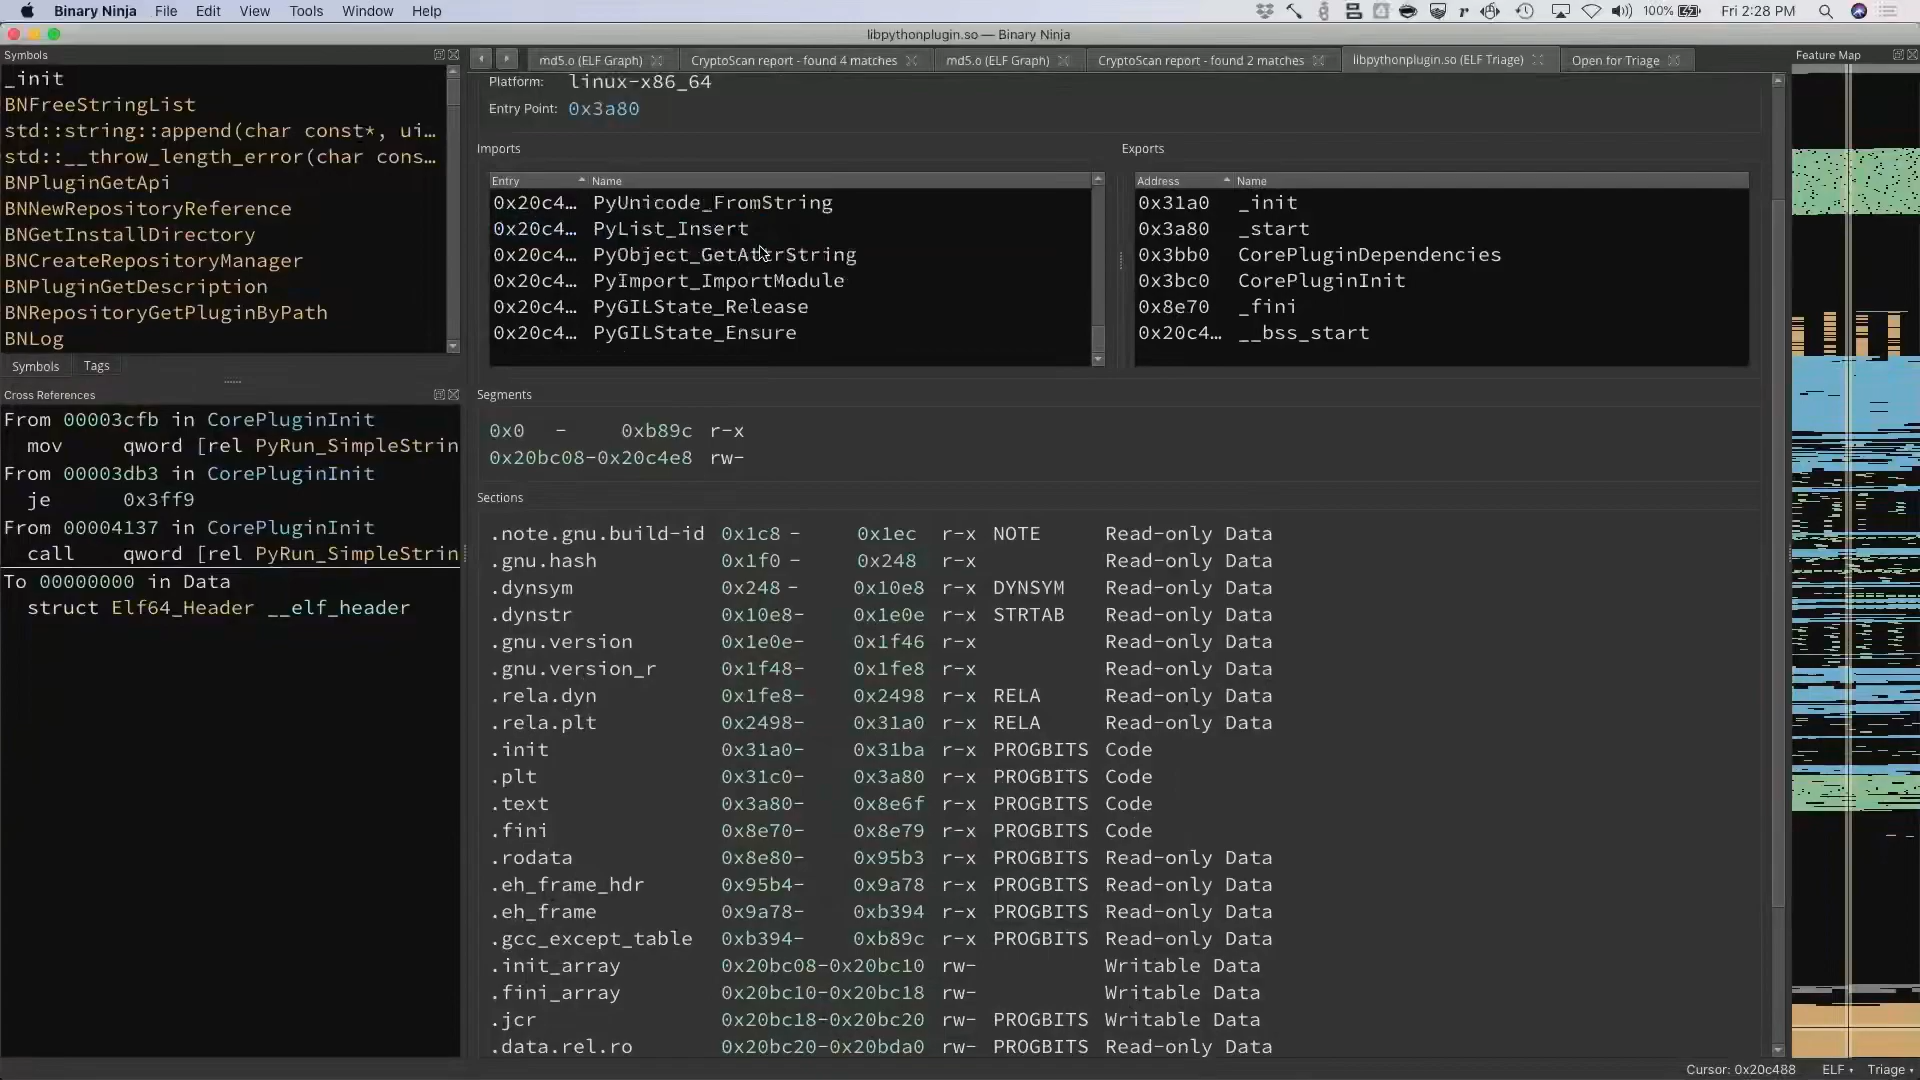 Binary Ninja File Edit View Tools Window Help 100% Fri 2:28 PM
libpythonplugin.so — Binary Ninja
Symbols
_init
BNFreeStringList
std::string::append(char const*, ui…
std::__throw_length_error(char cons…
BNPluginGetApi
BNNewRepositoryReference
BNGetInstallDirectory
BNCreateRepositoryManager
BNPluginGetDescription
BNRepositoryGetPluginByPath
BNLog
Symbols Tags
Cross References
From 00003cfb in CorePluginInit
mov qword [rel PyRun_SimpleStrin
From 00003db3 in CorePluginInit
je 0x3ff9
From 00004137 in CorePluginInit
call qword [rel PyRun_SimpleStrin
To 00000000 in Data
struct Elf64_Header __elf_header
md5.o (ELF Graph) CryptoScan report - found 4 matches md5.o (ELF Graph) CryptoScan report - found 2 matches libpythonplugin.so (ELF Triage) Open for Triage
Platform: linux-x86_64
Entry Point: 0x3a80
Imports
Entry Name
0x20c4… PyUnicode_FromString
0x20c4… PyList_Insert
0x20c4… PyObject_GetAttrString
0x20c4… PyImport_ImportModule
0x20c4… PyGILState_Release
0x20c4… PyGILState_Ensure
Exports
Address Name
0x31a0 _init
0x3a80 _start
0x3bb0 CorePluginDependencies
0x3bc0 CorePluginInit
0x8e70 _fini
0x20c4… __bss_start
Segments
0x0 - 0xb89c r-x
0x20bc08-0x20c4e8 rw-
Sections
.note.gnu.build-id 0x1c8 - 0x1ec r-x NOTE Read-only Data
.gnu.hash 0x1f0 - 0x248 r-x Read-only Data
.dynsym 0x248 - 0x10e8 r-x DYNSYM Read-only Data
.dynstr 0x10e8- 0x1e0e r-x STRTAB Read-only Data
.gnu.version 0x1e0e- 0x1f46 r-x Read-only Data
.gnu.version_r 0x1f48- 0x1fe8 r-x Read-only Data
.rela.dyn 0x1fe8- 0x2498 r-x RELA Read-only Data
.rela.plt 0x2498- 0x31a0 r-x RELA Read-only Data
.init 0x31a0- 0x31ba r-x PROGBITS Code
.plt 0x31c0- 0x3a80 r-x PROGBITS Code
.text 0x3a80- 0x8e6f r-x PROGBITS Code
.fini 0x8e70- 0x8e79 r-x PROGBITS Code
.rodata 0x8e80- 0x95b3 r-x PROGBITS Read-only Data
.eh_frame_hdr 0x95b4- 0x9a78 r-x PROGBITS Read-only Data
.eh_frame 0x9a78- 0xb394 r-x PROGBITS Read-only Data
.gcc_except_table 0xb394- 0xb89c r-x PROGBITS Read-only Data
.init_array 0x20bc08-0x20bc10 rw- Writable Data
.fini_array 0x20bc10-0x20bc18 rw- Writable Data
.jcr 0x20bc18-0x20bc20 rw- PROGBITS Writable Data
.data.rel.ro 0x20bc20-0x20bda0 rw- PROGBITS Read-only Data
Feature Map
Cursor: 0x20c488 ELF Triage